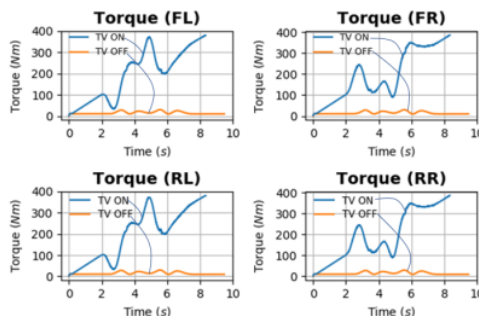 Torque (FL)
TV ON
TV OFF
Torque (Nm)
400
300
200
100
0
0 2 4 6 8 10
Time (s)
Torque (FR)
TV ON
TV OFF
Torque (Nm)
400
300
200
100
0
0 2 4 6 8 10
Time (s)
Torque (RL)
TV ON
TV OFF
Torque (Nm)
400
300
200
100
0
0 2 4 6 8 10
Time (s)
Torque (RR)
TV ON
TV OFF
Torque (Nm)
400
300
200
100
0
0 2 4 6 8 10
Time (s)